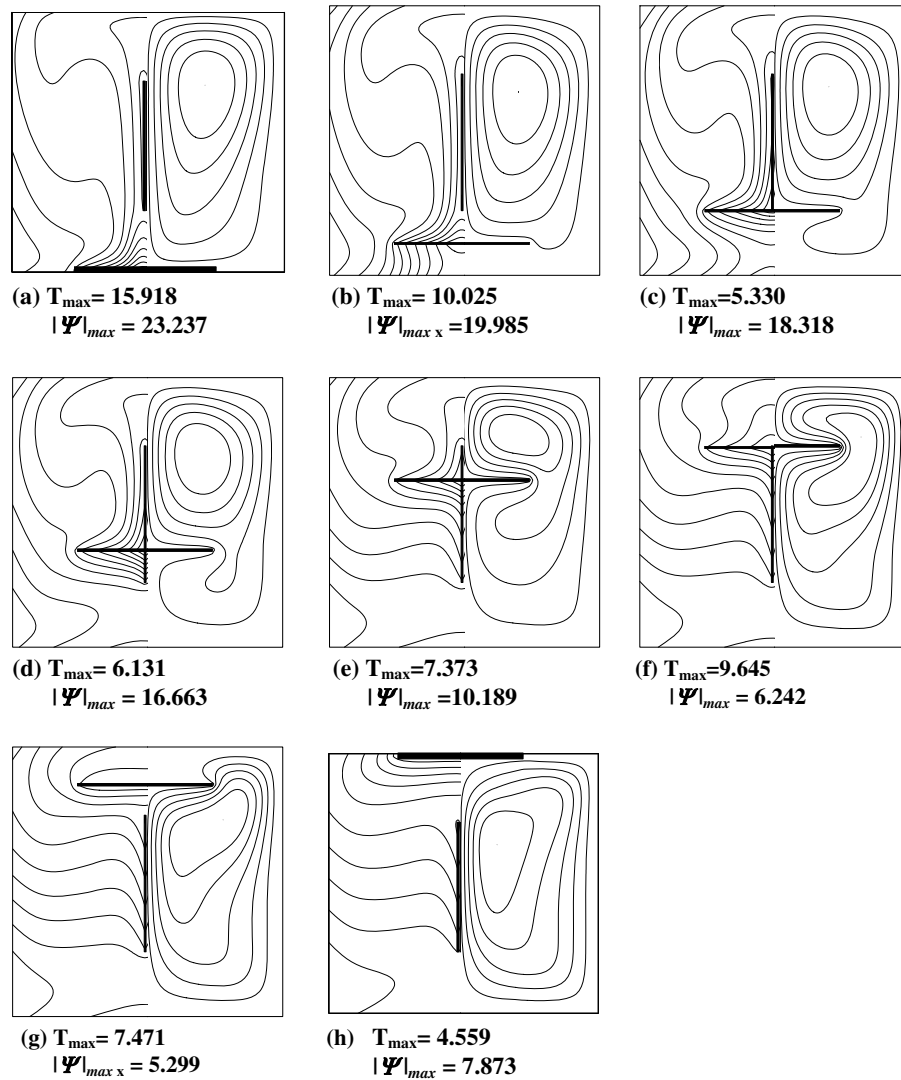 (a) Tmax= 15.918
|Ψ|max = 23.237
(b) Tmax= 10.025
|Ψ|max x =19.985
(c) Tmax=5.330
|Ψ|max = 18.318
(d) Tmax= 6.131
|Ψ|max = 16.663
(e) Tmax=7.373
|Ψ|max =10.189
(f) Tmax=9.645
|Ψ|max = 6.242
(g) Tmax= 7.471
|Ψ|max x = 5.299
(h) Tmax= 4.559
|Ψ|max = 7.873